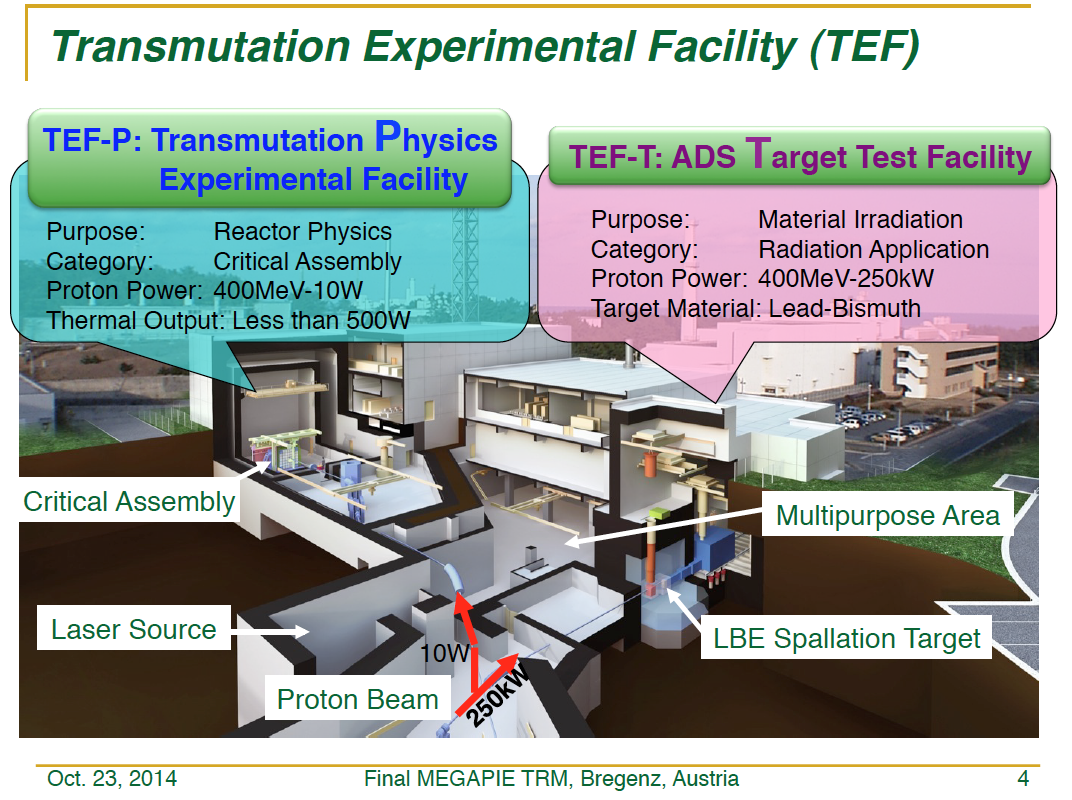 Transmutation Experimental Facility (TEF)
TEF-P: Transmutation Physics
Experimental Facility
Purpose: Reactor Physics
Category: Critical Assembly
Proton Power: 400MeV-10W
Thermal Output: Less than 500W
TEF-T: ADS Target Test Facility
Purpose: Material Irradiation
Category: Radiation Application
Proton Power: 400MeV-250kW
Target Material: Lead-Bismuth
Critical Assembly
Multipurpose Area
Laser Source
LBE Spallation Target
10W
Proton Beam
250kW
Oct. 23, 2014
Final MEGAPIE TRM, Bregenz, Austria
4